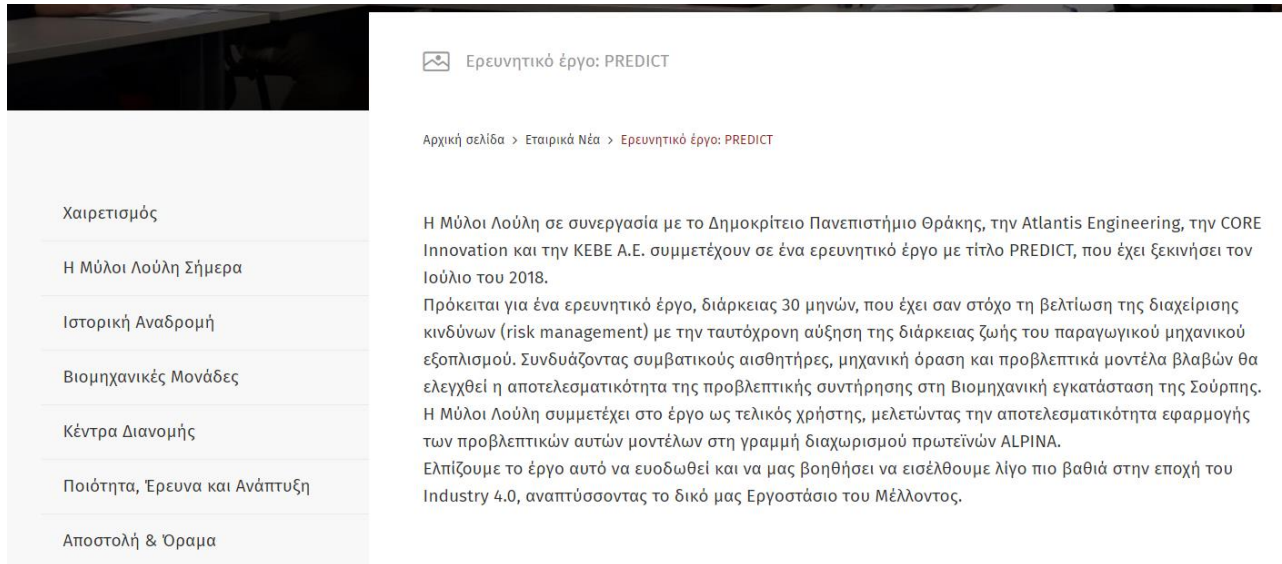 Ερευνητικό έργο: PREDICT
Αρχική σελίδα > Εταιρικά Νέα > Ερευνητικό έργο: PREDICT
Χαιρετισμός
Η Μύλοι Λούλη Σήμερα
Ιστορική Αναδρομή
Βιομηχανικές Μονάδες
Κέντρα Διανομής
Ποιότητα, Έρευνα και Ανάπτυξη
Αποστολή & Όραμα
Η Μύλοι Λούλη σε συνεργασία με το Δημοκρίτειο Πανεπιστήμιο Θράκης, την Atlantis Engineering, την CORE
Innovation και την ΚΕΒΕ Α.Ε. συμμετέχουν σε ένα ερευνητικό έργο με τίτλο PREDICT, που έχει ξεκινήσει τον
Ιούλιο του 2018.
Πρόκειται για ένα ερευνητικό έργο, διάρκειας 30 μηνών, που έχει σαν στόχο τη βελτίωση της διαχείρισης
κινδύνων (risk management) με την ταυτόχρονη αύξηση της διάρκειας ζωής του παραγωγικού μηχανικού
εξοπλισμού. Συνδυάζοντας συμβατικούς αισθητήρες, μηχανική όραση και προβλεπτικά μοντέλα βλαβών θα
ελεγχθεί η αποτελεσματικότητα της προβλεπτικής συντήρησης στη Βιομηχανική εγκατάσταση της Σούρπης.
Η Μύλοι Λούλη συμμετέχει στο έργο ως τελικός χρήστης, μελετώντας την αποτελεσματικότητα εφαρμογής
των προβλεπτικών αυτών μοντέλων στη γραμμή διαχωρισμού πρωτεϊνών ALPINA.
Ελπίζουμε το έργο αυτό να ευοδωθεί και να μας βοηθήσει να εισέλθουμε λίγο πιο βαθιά στην εποχή του
Industry 4.0, αναπτύσσοντας το δικό μας Εργοστάσιο του Μέλλοντος.